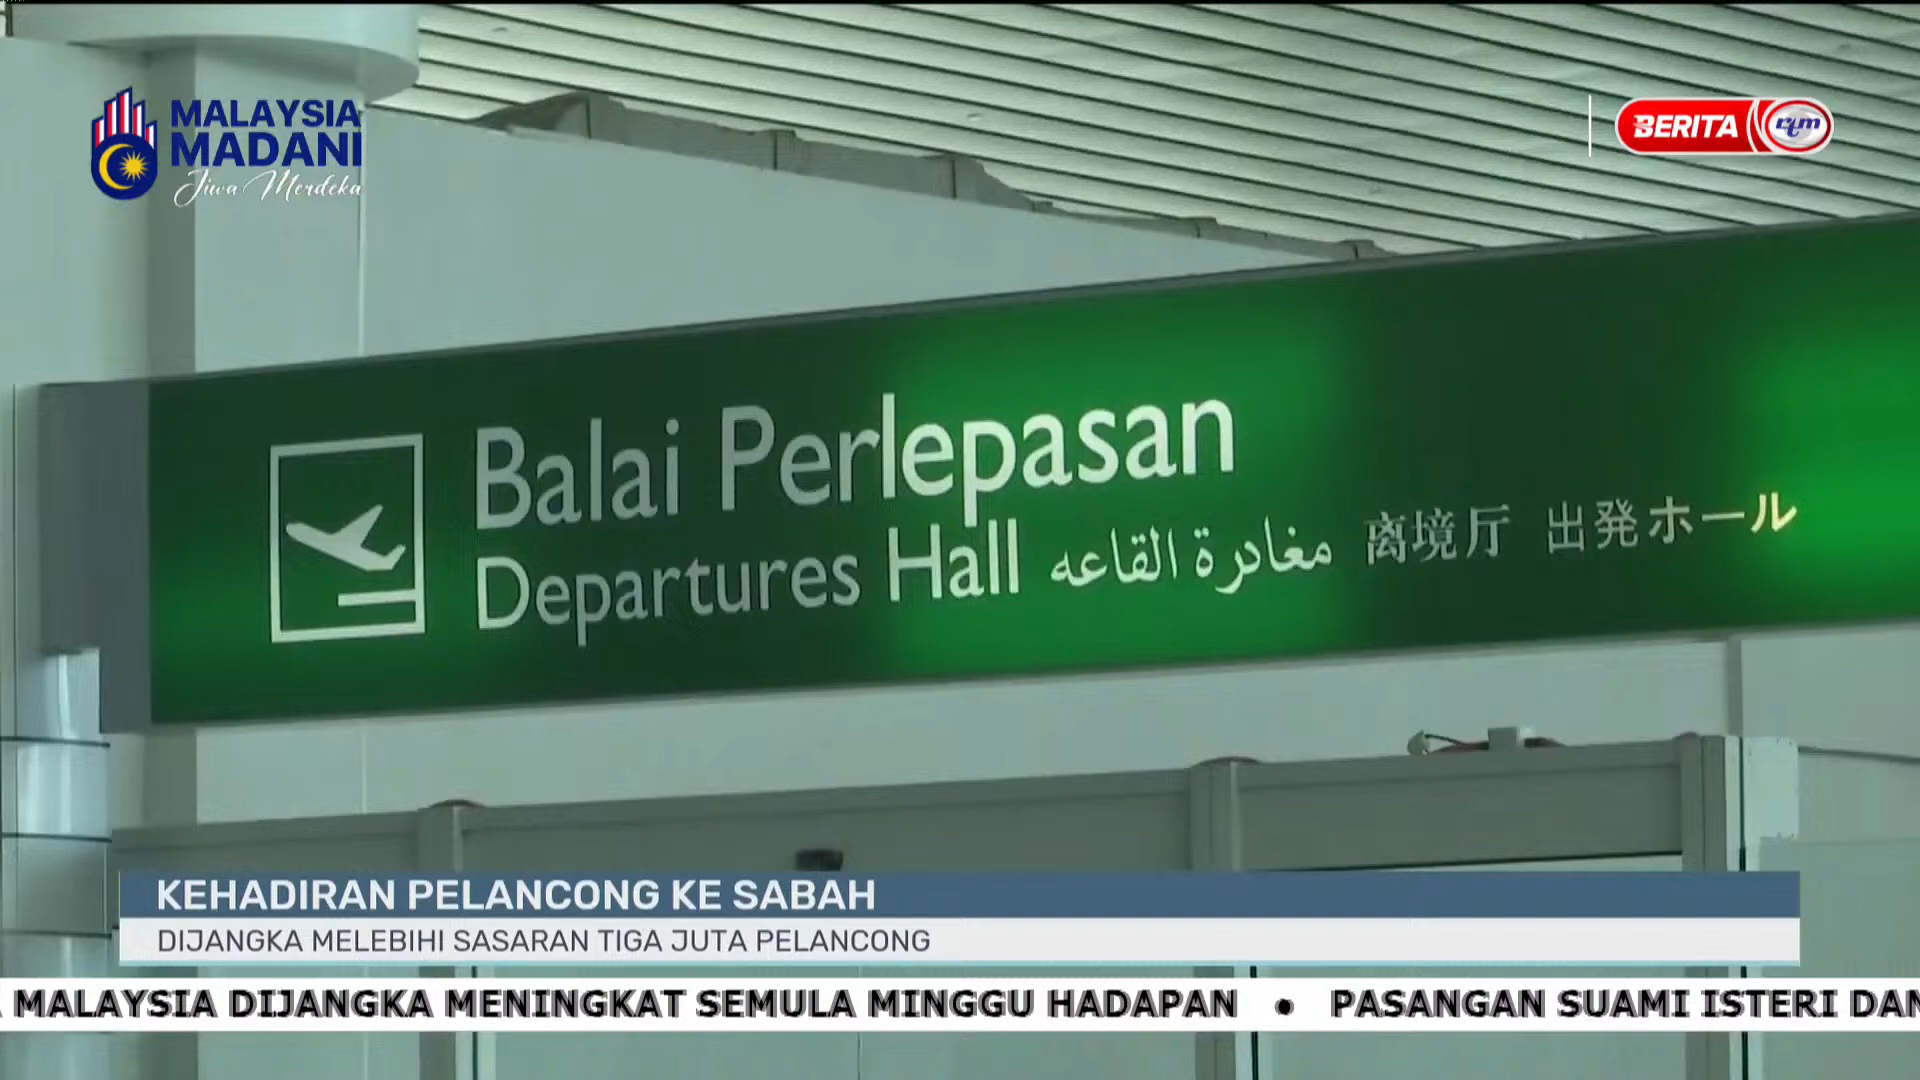 MALAYSIA
MADANI
Jiwa Merdeka
BERITA rtm
Balai Perlepasan
Departures Hall مغادرة القاعه 离境厅 出発ホール
KEHADIRAN PELANCONG KE SABAH
DIJANGKA MELEBIHI SASARAN TIGA JUTA PELANCONG
MALAYSIA DIJANGKA MENINGKAT SEMULA MINGGU HADAPAN • PASANGAN SUAMI ISTERI DAN